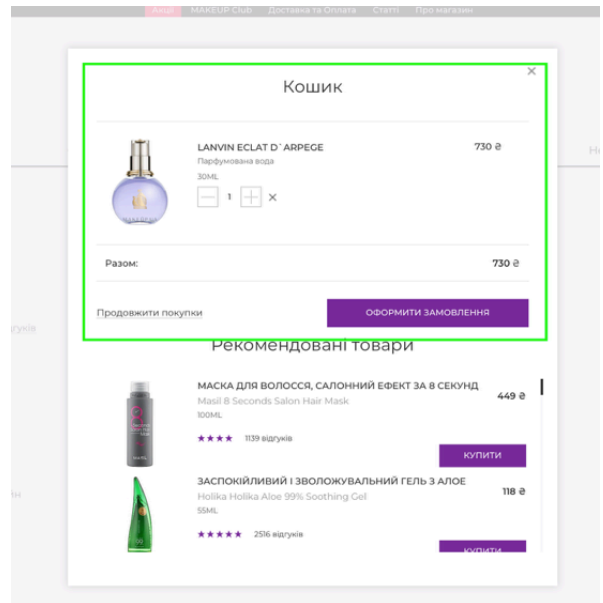 Акції MAKEUP Club Доставка та Оплата Статті Про магазин
×
Кошик
LANVIN ECLAT D`ARPEGE 730 ₴
Парфумована вода
30ML
— 1 + ×
Разом: 730 ₴
Продовжити покупки ОФОРМИТИ ЗАМОВЛЕННЯ
Рекомендовані товари
МАСКА ДЛЯ ВОЛОССЯ, САЛОННИЙ ЕФЕКТ ЗА 8 СЕКУНД
449 ₴
Masil 8 Seconds Salon Hair Mask
100ML
★★★★ 1139 відгуків
КУПИТИ
ЗАСПОКІЙЛИВИЙ І ЗВОЛОЖУВАЛЬНИЙ ГЕЛЬ З АЛОЕ
118 ₴
Holika Holika Aloe 99% Soothing Gel
55ML
★★★★★ 2516 відгуків
КУПИТИ